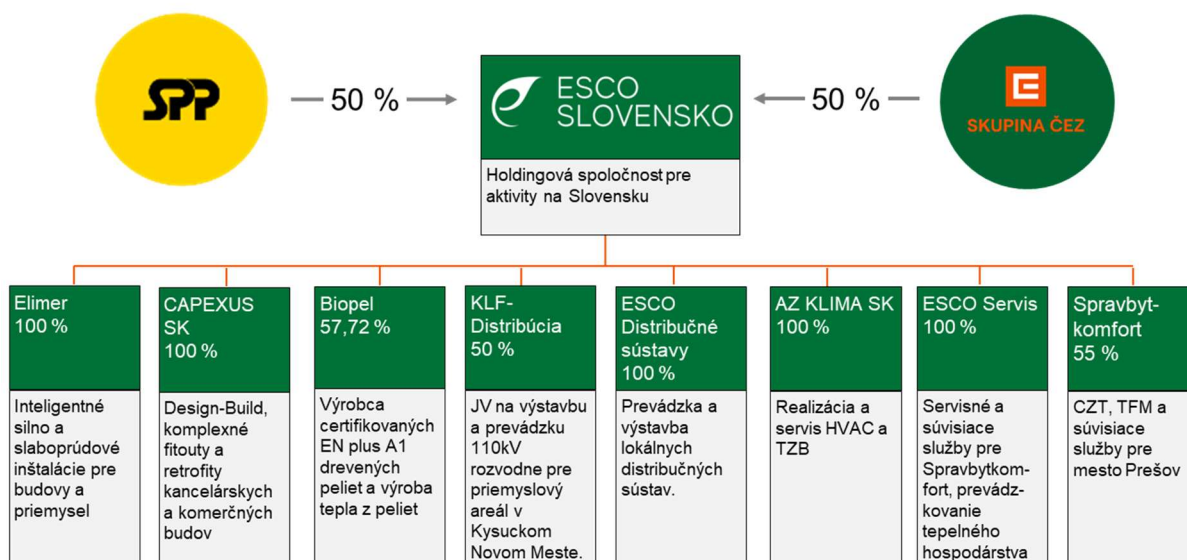 SPP
50 %
ESCO
SLOVENSKO
50 %
SKUPINA ČEZ
Holdingová spoločnosť pre
aktivity na Slovensku
Elimer
100 %
Inteligentné
silno a
slaboprúdové
inštalácie pre
budovy a
priemysel
CAPEXUS
SK
100 %
Design-Build,
komplexné
fitouty a
retrofity
kancelárskych
a komerčných
budov
Biopel
57,72 %
Výrobca
certifikovaných
EN plus A1
drevených
peliet a výroba
tepla z peliet
KLF-
Distribúcia
50 %
JV na výstavbu
a prevádzku
110kV
rozvodne pre
priemyslový
areál v
Kysuckom
Novom Meste.
ESCO
Distribučné
sústavy
100 %
Prevádzka a
výstavba
lokálnych
distribučných
sústav.
AZ KLIMA SK
100 %
Realizácia a
servis HVAC a
TZB
ESCO Servis
100 %
Servisné a
súvisiace
služby pre
Spravbytkom-
fort, prevádz-
kovanie
tepelného
hospodárstva
Spravbyt-
komfort
55 %
CZT, TFM a
súvisiace
služby pre
mesto Prešov